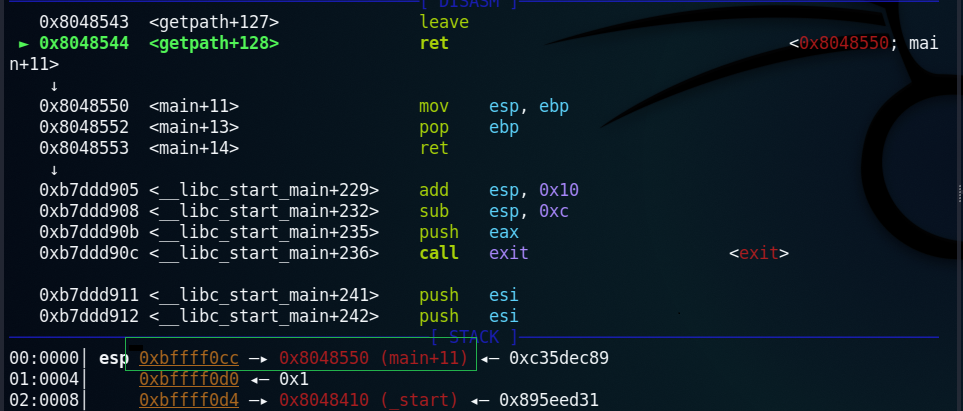 [ DISASM ]
0x8048543 <getpath+127> leave
► 0x8048544 <getpath+128> ret <0x8048550; mai
n+11>
↓
0x8048550 <main+11> mov esp, ebp
0x8048552 <main+13> pop ebp
0x8048553 <main+14> ret
↓
0xb7ddd905 <__libc_start_main+229> add esp, 0x10
0xb7ddd908 <__libc_start_main+232> sub esp, 0xc
0xb7ddd90b <__libc_start_main+235> push eax
0xb7ddd90c <__libc_start_main+236> call exit <exit>
0xb7ddd911 <__libc_start_main+241> push esi
0xb7ddd912 <__libc_start_main+242> push esi
[ STACK ]
00:0000| esp 0xbffff0cc —▸ 0x8048550 (main+11) ◂— 0xc35dec89
01:0004| 0xbffff0d0 ◂— 0x1
02:0008| 0xbffff0d4 —▸ 0x8048410 (_start) ◂— 0x895eed31